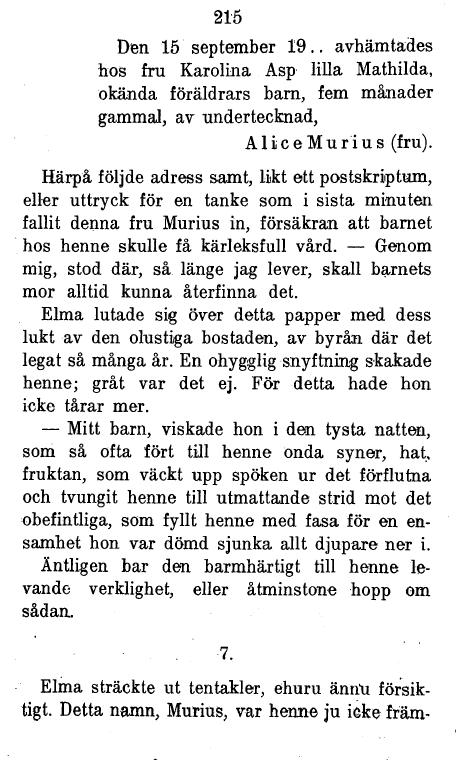 215
Den 15 september 19.. avhämtades
hos fru Karolina Asp lilla Mathilda,
okända föräldrars barn, fem månader
gammal, av undertecknad,
Alice Murius (fru).
Härpå följde adress samt, likt ett postskriptum,
eller uttryck för en tanke som i sista minuten
fallit denna fru Murius in, försäkran att barnet
hos henne skulle få kärleksfull vård. — Genom
mig, stod där, så länge jag lever, skall barnets
mor alltid kunna återfinna det.
Elma lutade sig över detta papper med dess
lukt av den olustiga bostaden, av byrån där det
legat så många år. En ohygglig snyftning skakade
henne; gråt var det ej. För detta hade hon
icke tårar mer.
— Mitt barn, viskade hon i den tysta natten,
som så ofta fört till henne onda syner, hat,
fruktan, som väckt upp spöken ur det förflutna
och tvungit henne till utmattande strid mot det
obefintliga, som fyllt henne med fasa för en en-
samhet hon var dömd sjunka allt djupare ner i.
Äntligen bar den barmhärtigt till henne le-
vande verklighet, eller åtminstone hopp om
sådan.
7.
Elma sträckte ut tentakler, ehuru ännu försik-
tigt. Detta namn, Murius, var henne ju icke främ-